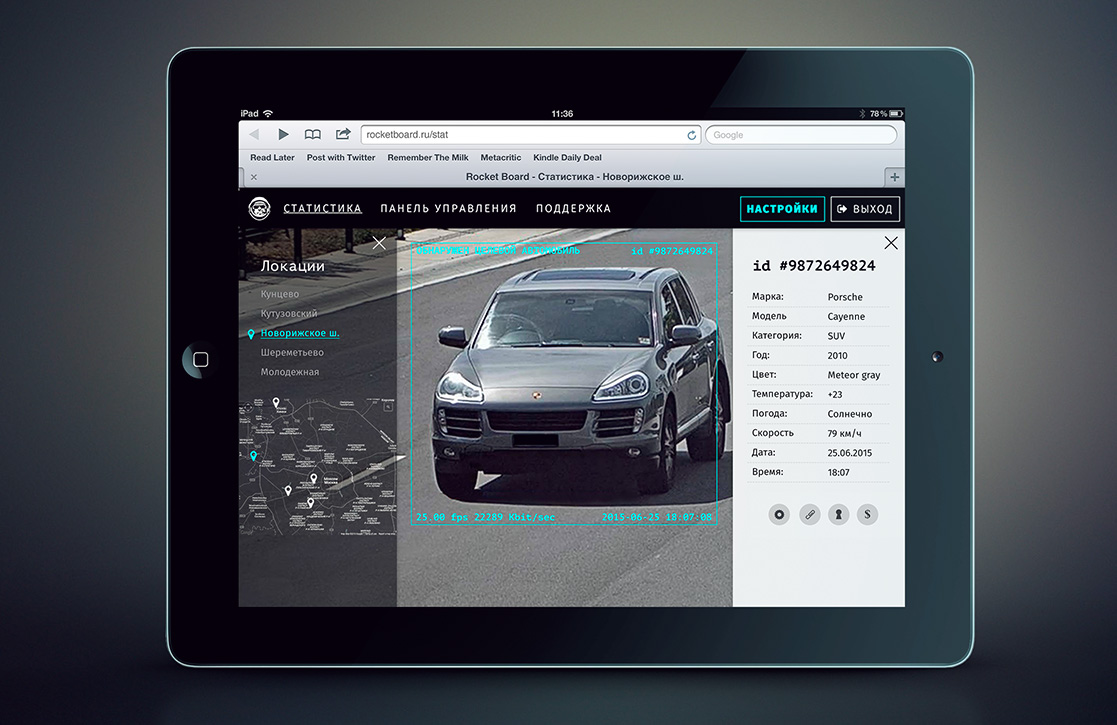 iPad
11:36
78 %
rocketboard.ru/stat
Google
Read Later Post with Twitter Remember The Milk Metacritic Kindle Daily Deal
Rocket Board - Статистика - Новорижское ш.
СТАТИСТИКА ПАНЕЛЬ УПРАВЛЕНИЯ ПОДДЕРЖКА НАСТРОЙКИ ВЫХОД
Локации
Кунцево
Кутузовский
Новорижское ш.
Шереметьево
Молодежная
Moscow
Москва
id #9872649824
25.00 fps 22289 Kbit/sec 2015-06-25 18:07:08
id #9872649824
Марка: Porsche
Модель Cayenne
Категория: SUV
Год: 2010
Цвет: Meteor gray
Температура: +23
Погода: Солнечно
Скорость 79 км/ч
Дата: 25.06.2015
Время: 18:07
$